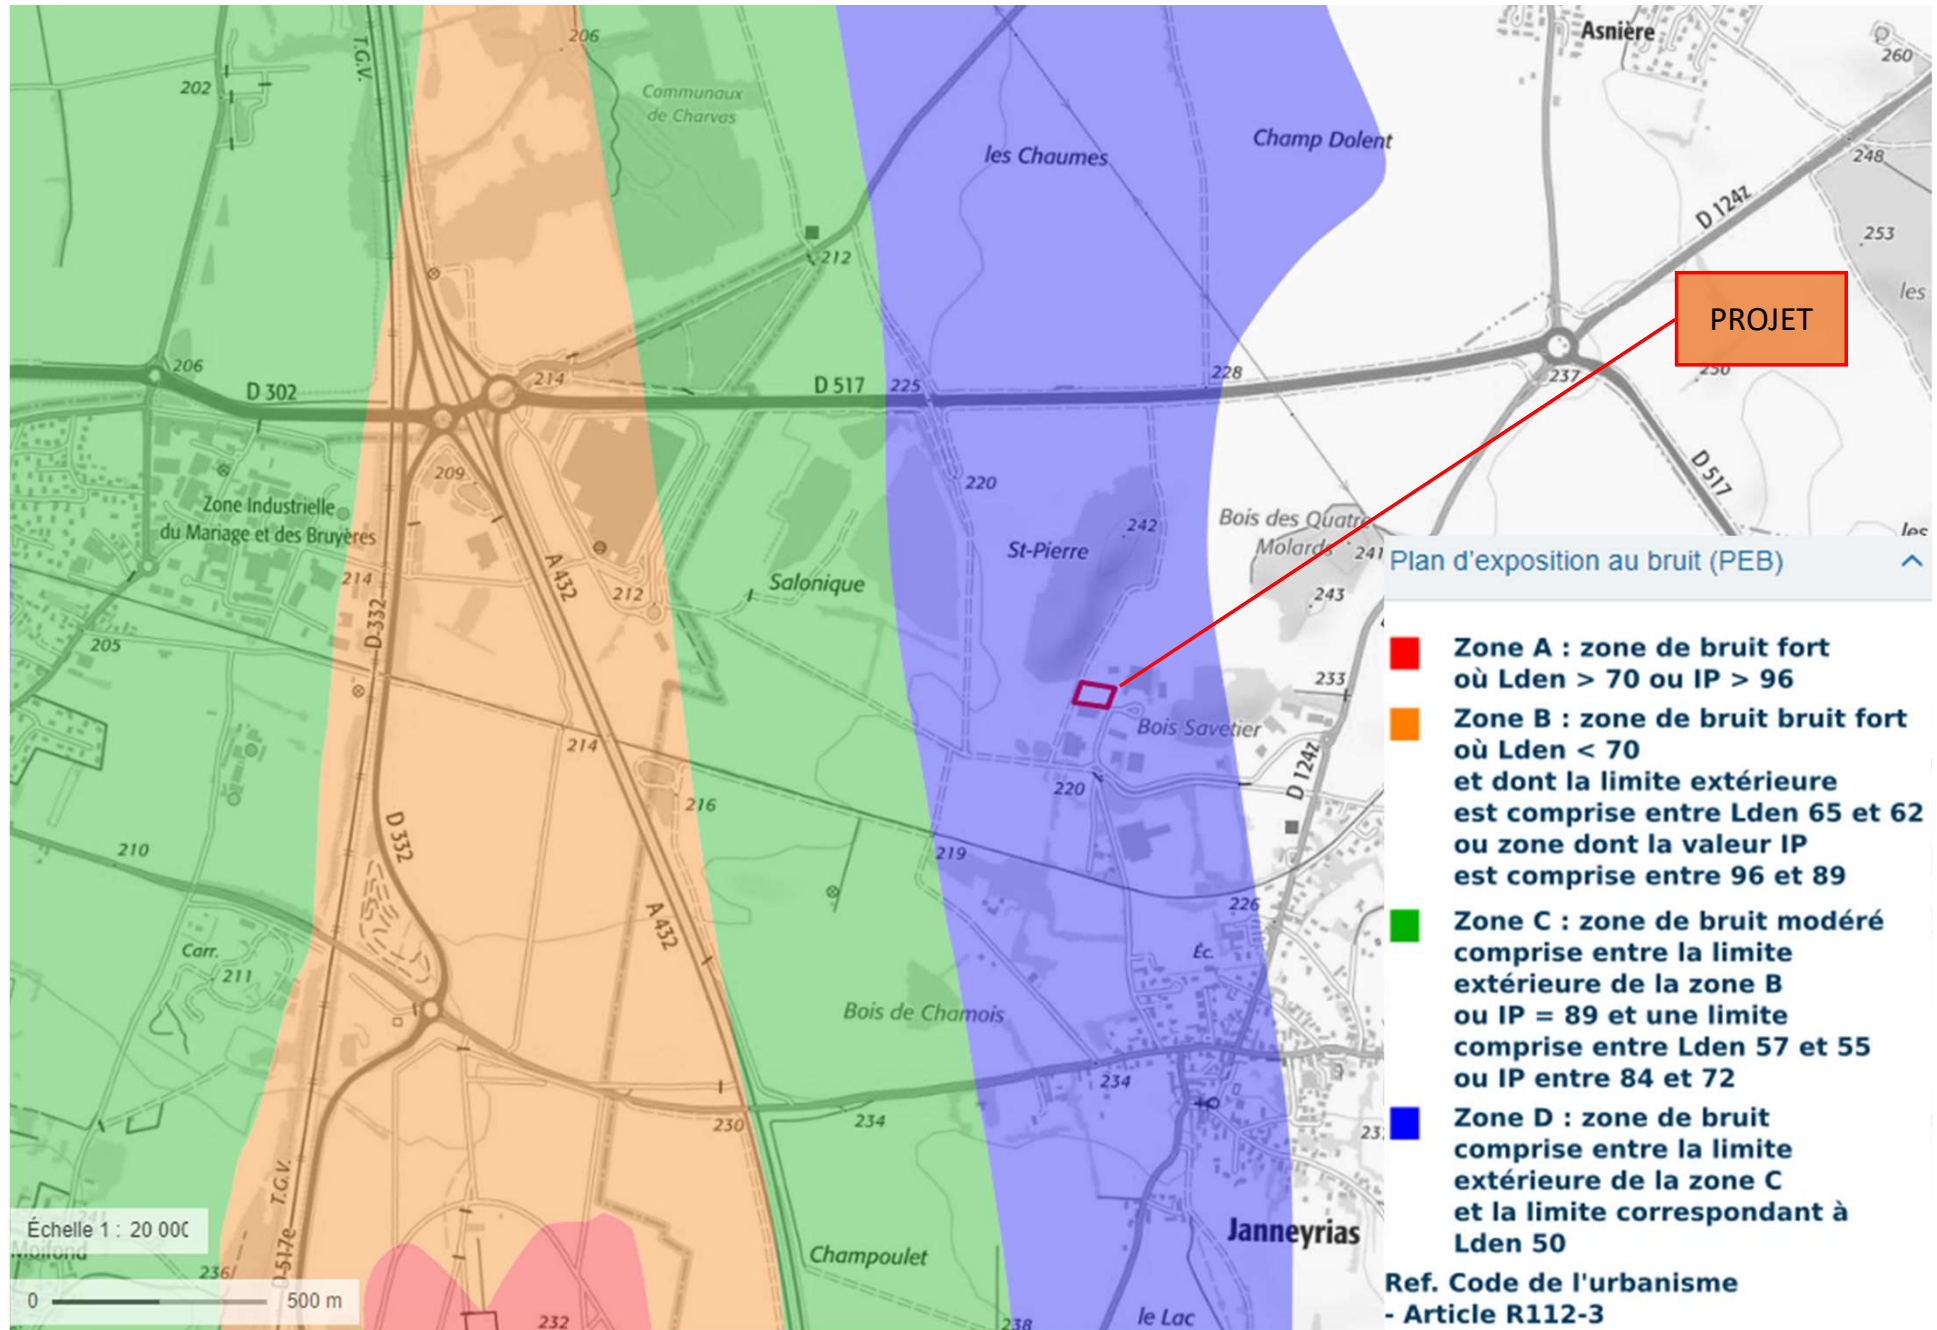 206
Asnière
260
T.G.V.
202
Communaux
de Charvas
les Chaumes
Champ Dolent
248
D 124z
253
212
les
PROJET
206
214
D 302
D 517
225
228
237
250
209
220
D 517
Zone Industrielle
du Mariage et des Bruyères
242
Bois des Quatre
Molards
241
les
214
A 432
212
Salonique
St-Pierre
243
D 332
205
233
214
Bois Savetier
D 124z
216
220
D 332
210
219
226
A 432
Carr.
211
Éc.
Bois de Chamois
234
230
234
T.G.V.
Janneyrias
Champoulet
D 517e
236
232
238
le Lac
Moifond
Échelle 1 : 20 000
0 500 m
Plan d'exposition au bruit (PEB)
Zone A : zone de bruit fort
où Lden > 70 ou IP > 96
Zone B : zone de bruit bruit fort
où Lden < 70
et dont la limite extérieure
est comprise entre Lden 65 et 62
ou zone dont la valeur IP
est comprise entre 96 et 89
Zone C : zone de bruit modéré
comprise entre la limite
extérieure de la zone B
ou IP = 89 et une limite
comprise entre Lden 57 et 55
ou IP entre 84 et 72
Zone D : zone de bruit
comprise entre la limite
extérieure de la zone C
et la limite correspondant à
Lden 50
Ref. Code de l'urbanisme
- Article R112-3